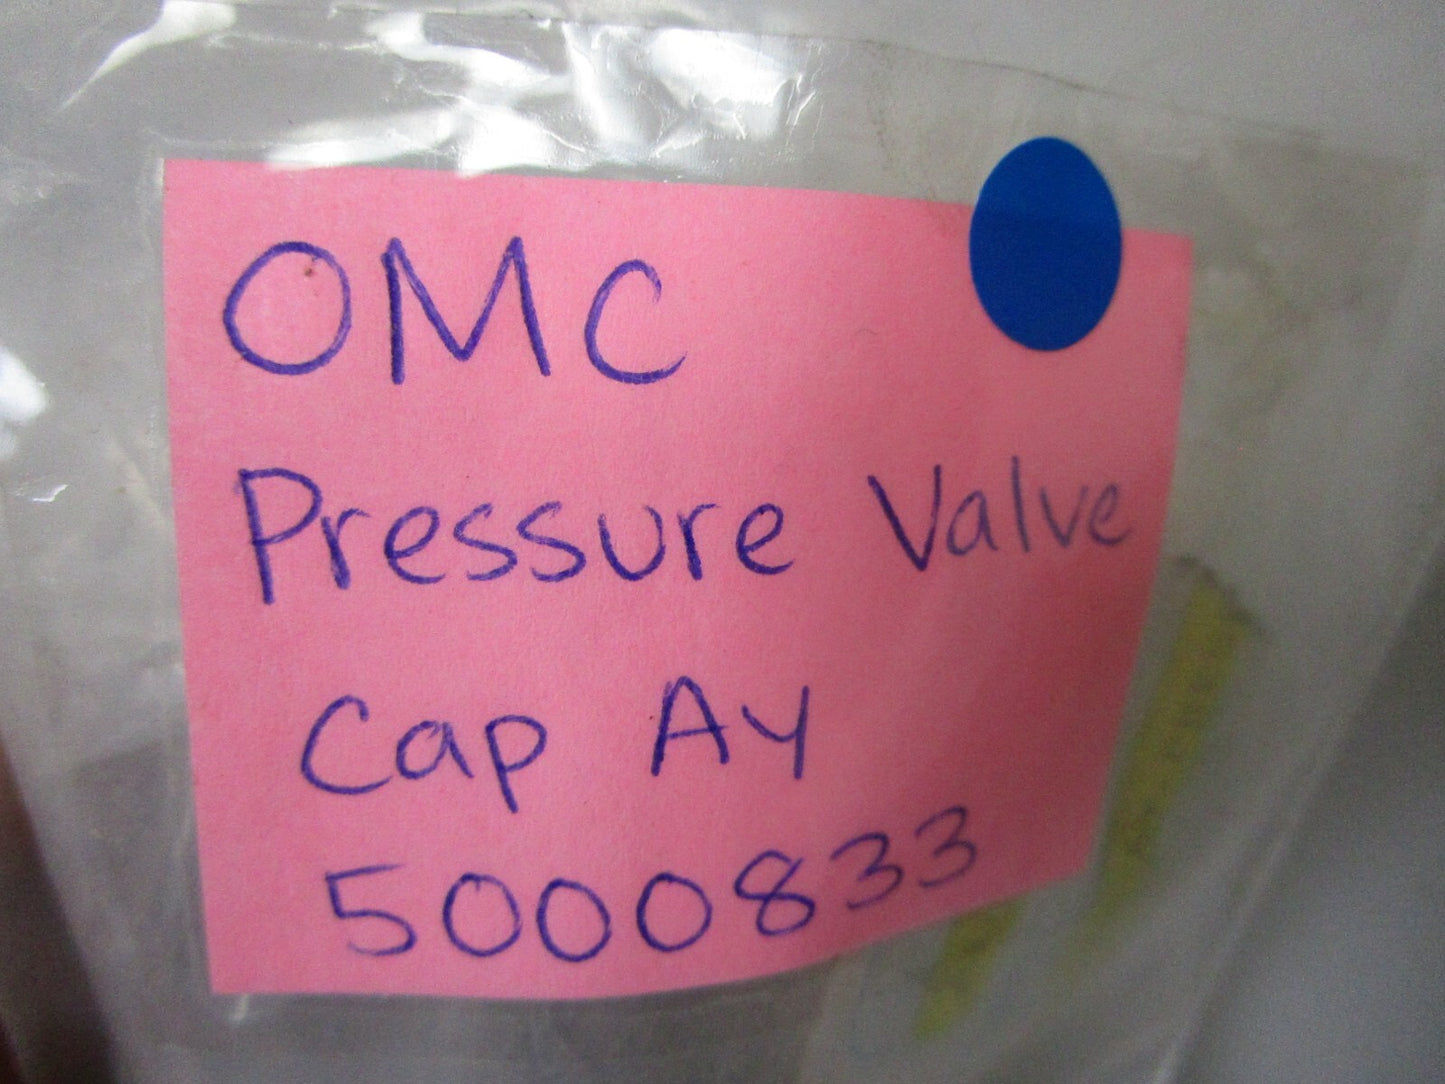 OMC
Pressure Valve
Cap Ay
5000833